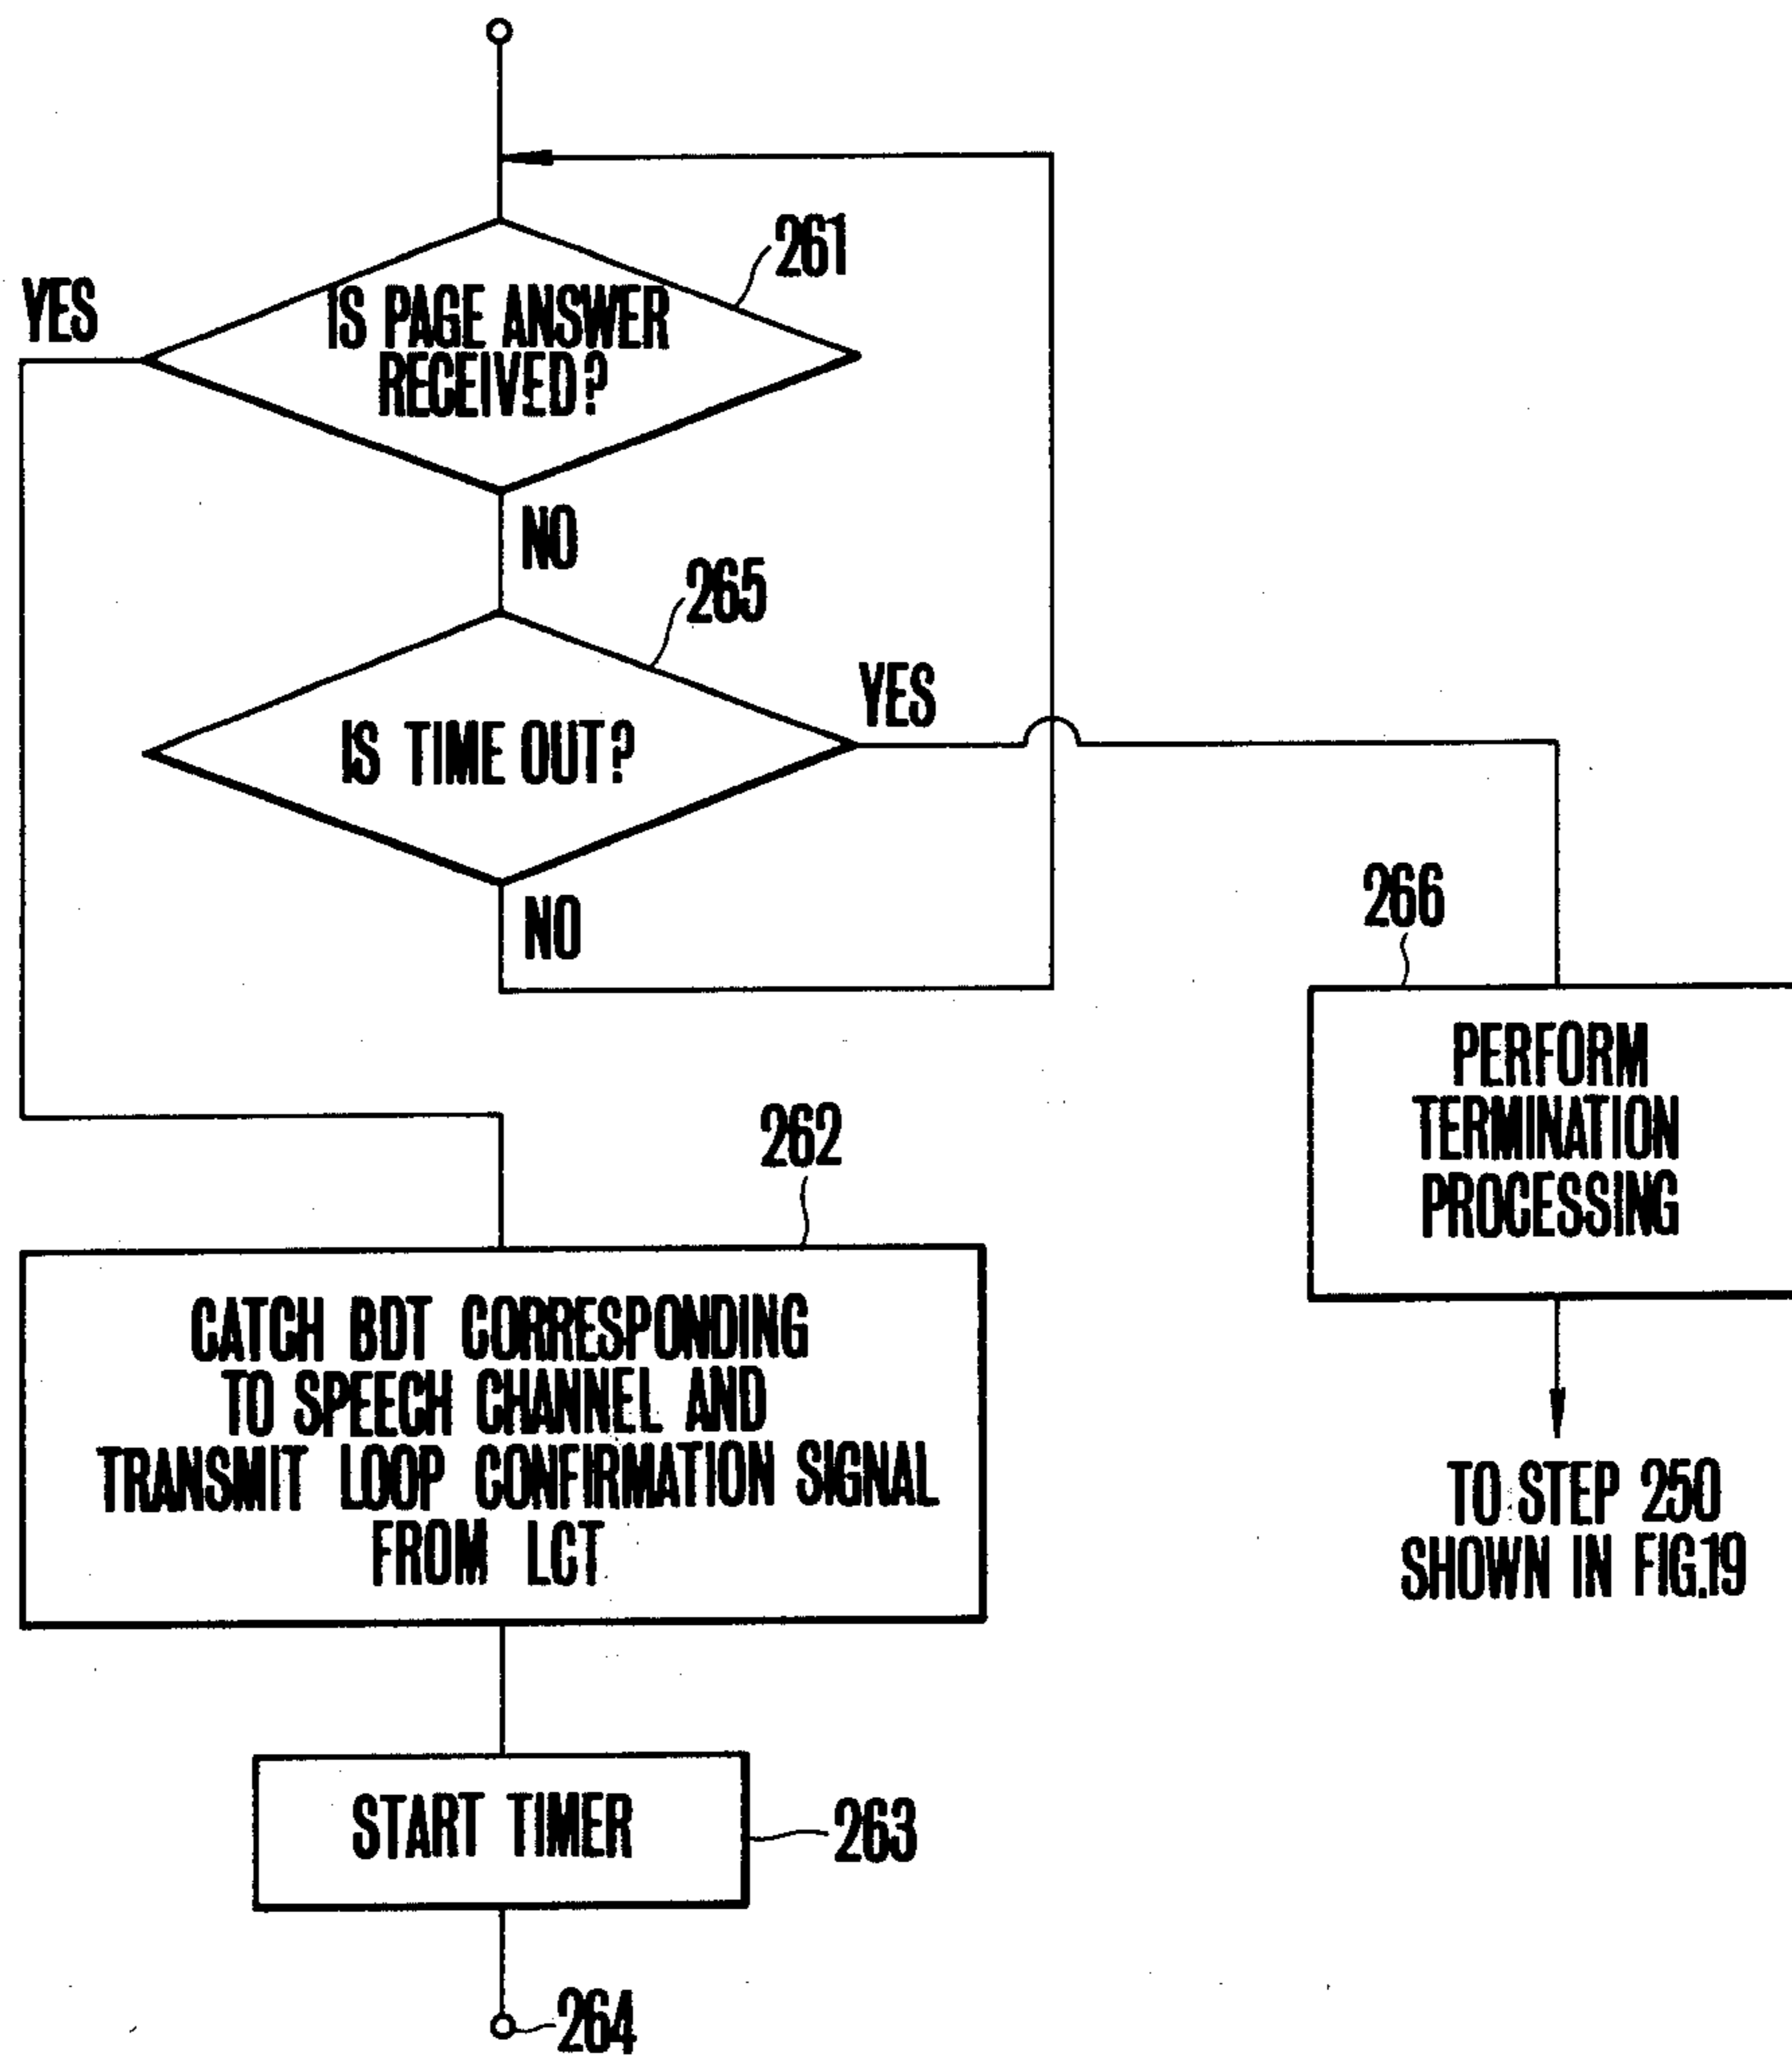 261
YES
IS PAGE ANSWER
RECEIVED?
NO
265
YES
IS TIME OUT?
NO
266
PERFORM
TERMINATION
PROCESSING
262
CATCH BDT CORRESPONDING
TO SPEECH CHANNEL AND
TRANSMIT LOOP CONFIRMATION SIGNAL
FROM LCT
TO STEP 250
SHOWN IN FIG.19
START TIMER
263
264